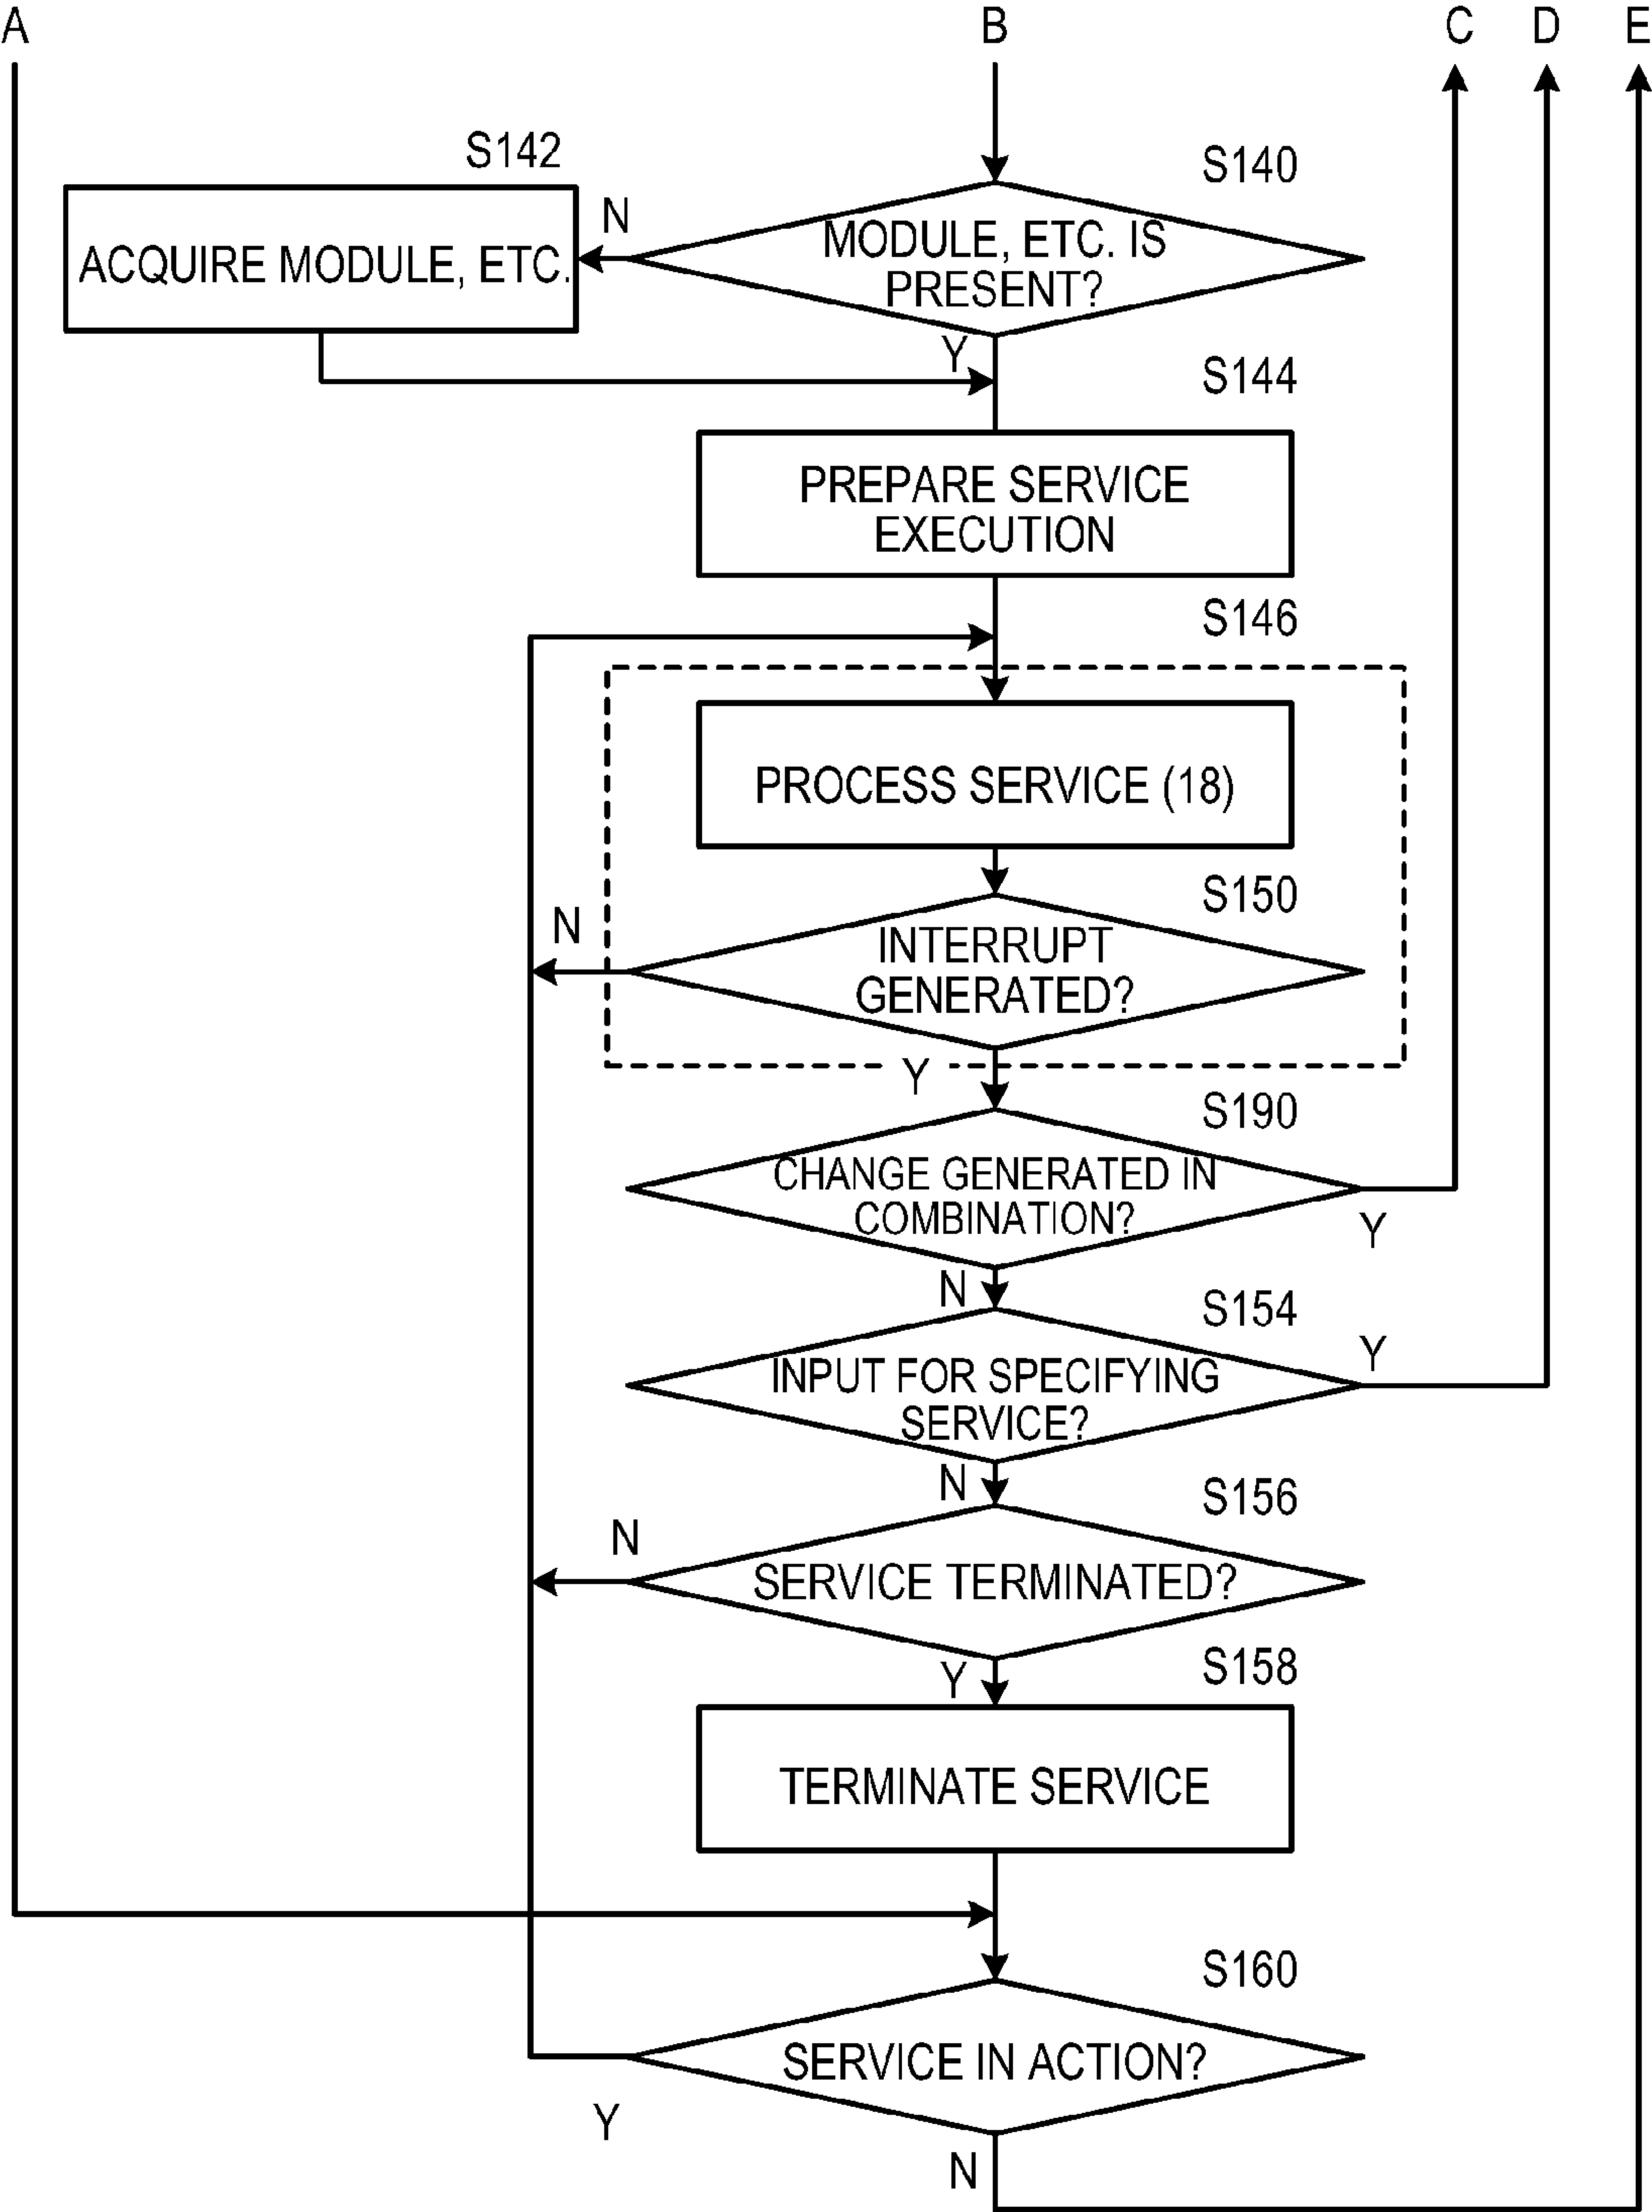 A
B
C
D
E
S142
S140
ACQUIRE MODULE, ETC.
N
MODULE, ETC. IS
PRESENT?
Y
S144
PREPARE SERVICE
EXECUTION
S146
PROCESS SERVICE (18)
S150
N
INTERRUPT
GENERATED?
Y
S190
CHANGE GENERATED IN
COMBINATION?
Y
N
S154
Y
INPUT FOR SPECIFYING
SERVICE?
N
S156
N
SERVICE TERMINATED?
Y
S158
TERMINATE SERVICE
S160
SERVICE IN ACTION?
Y
N